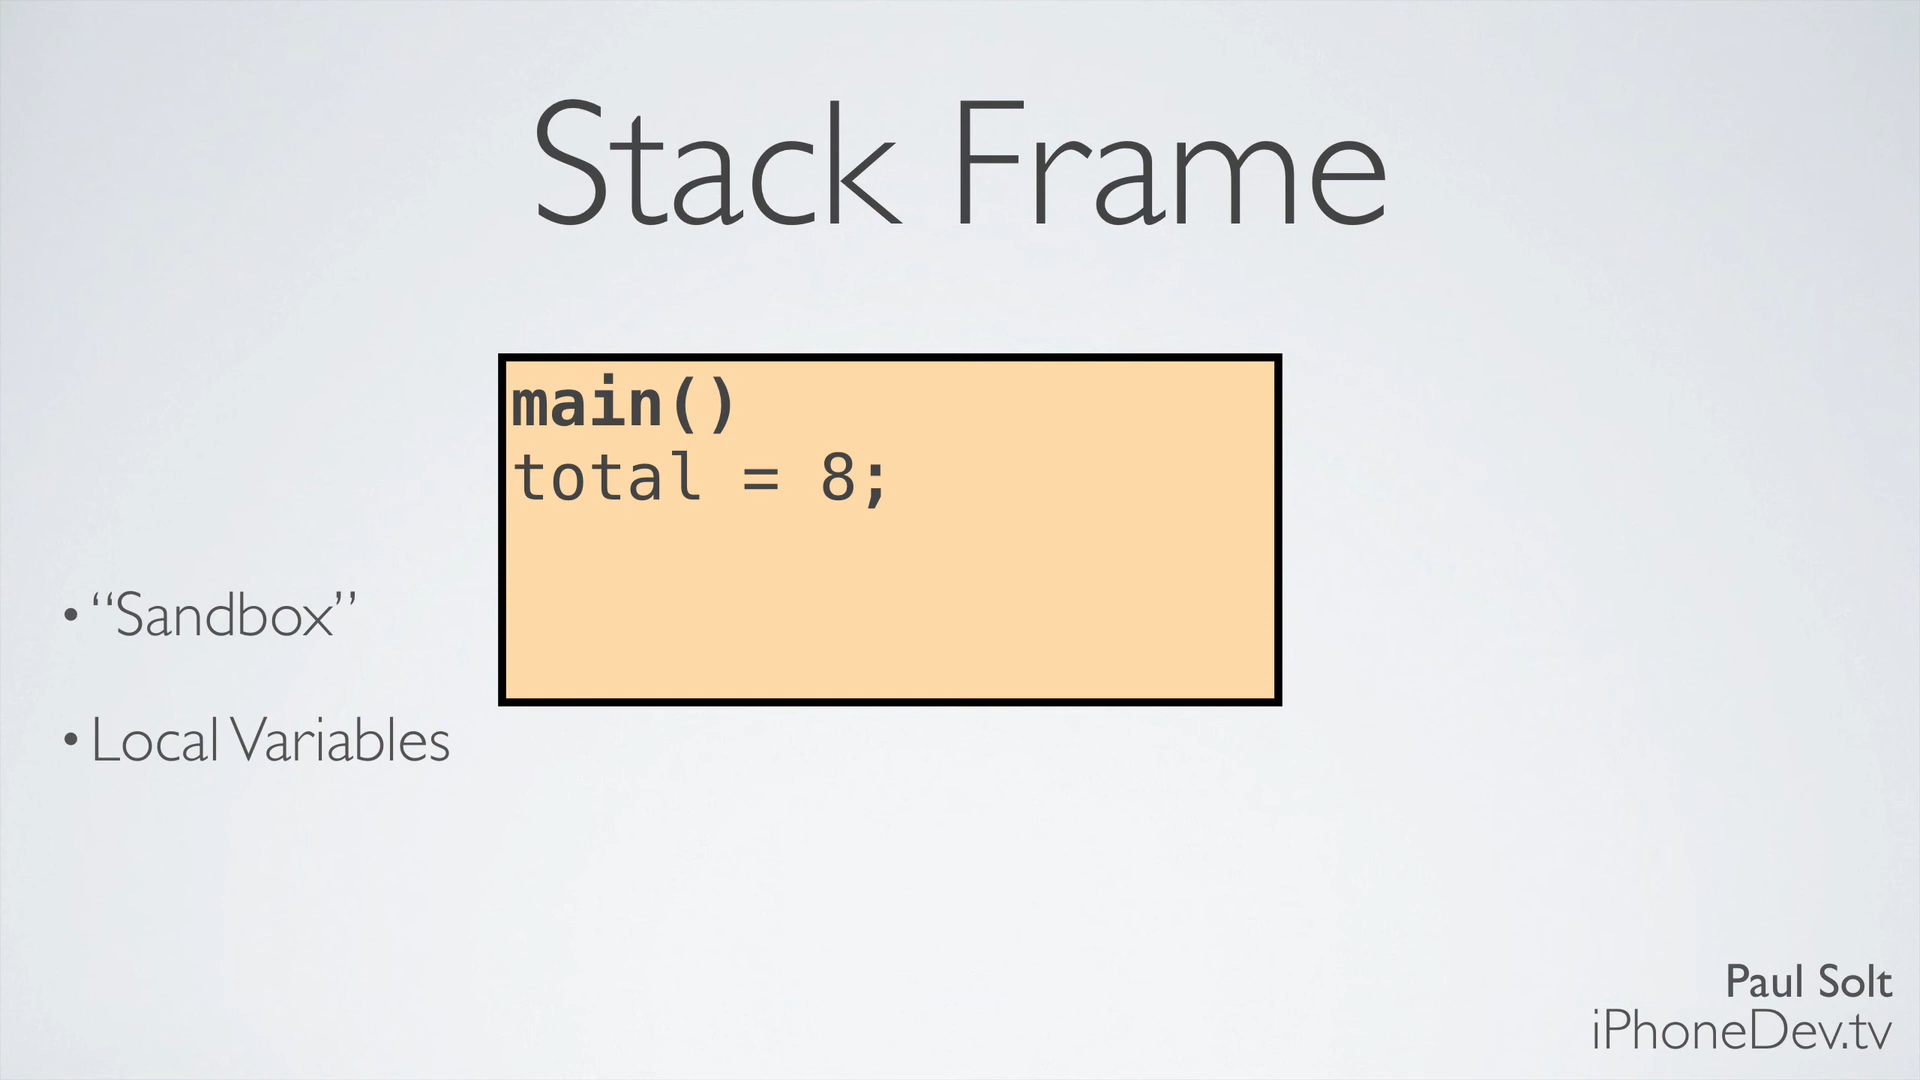 Stack Frame
main()
total = 8;
• “Sandbox”
• Local Variables
Paul Solt
iPhoneDev.tv